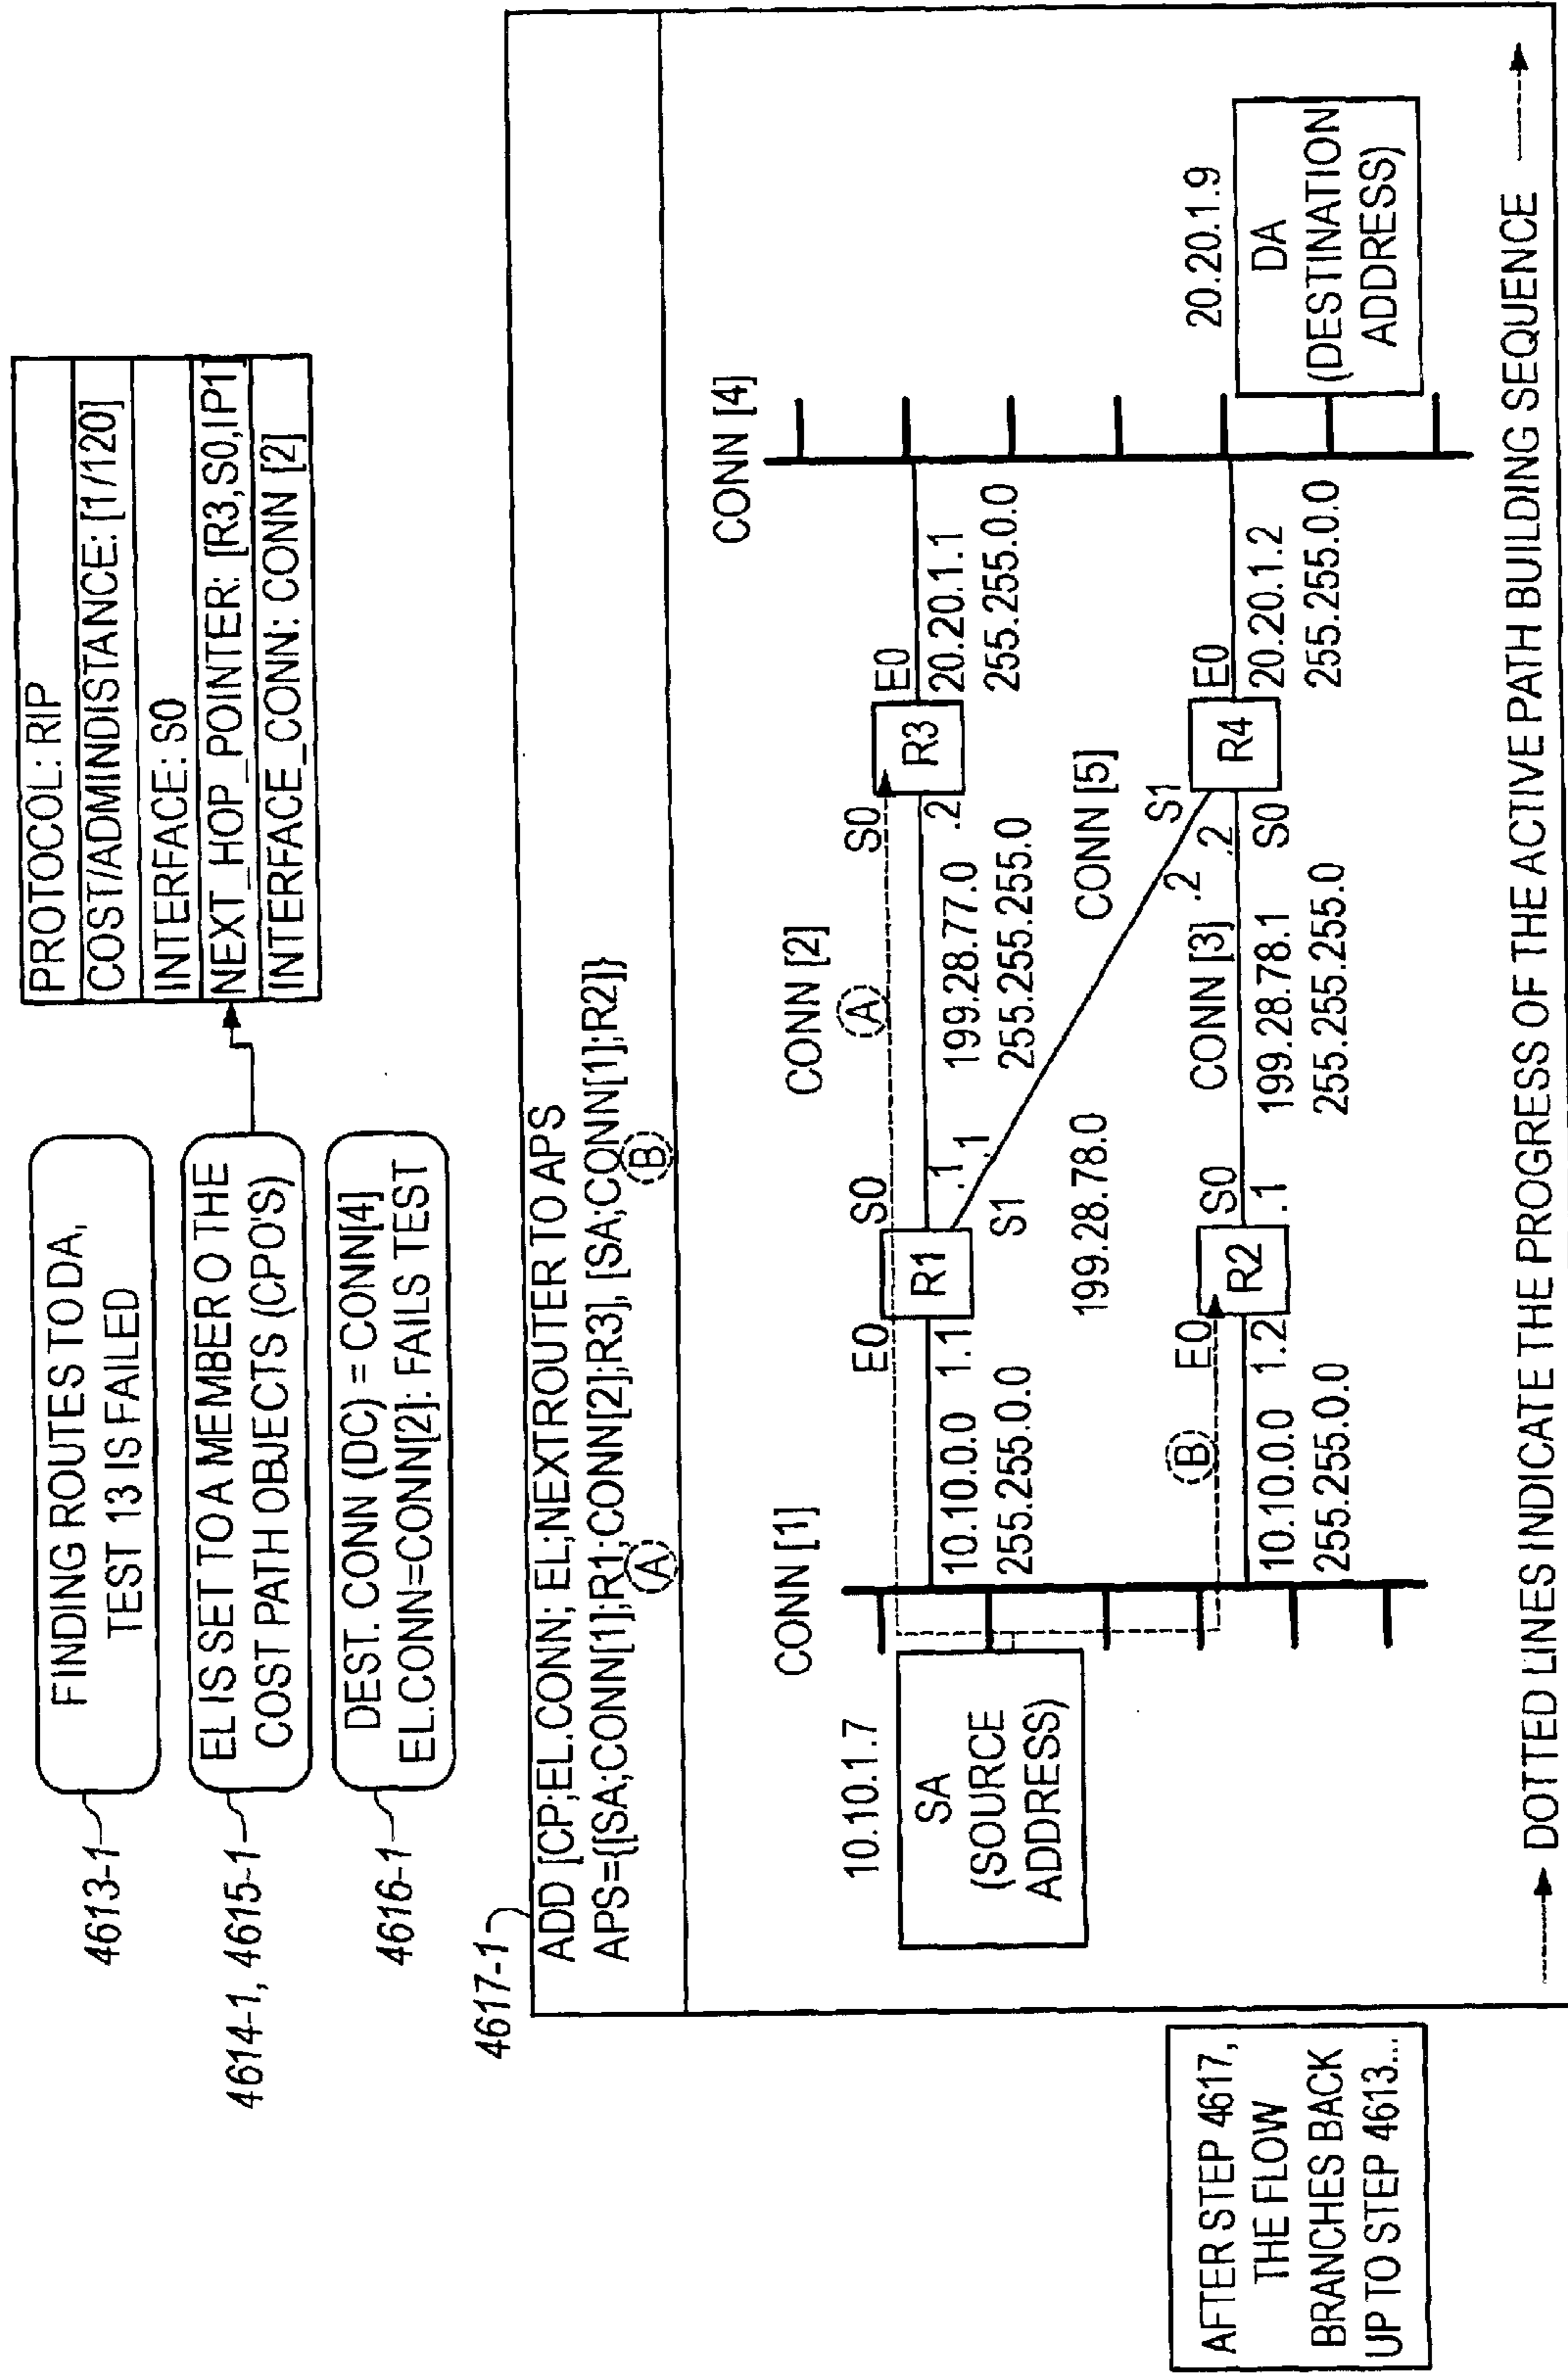 4613-1
FINDING ROUTES TO DA,
TEST 13 IS FAILED
4614-1, 4615-1
EL IS SET TO A MEMBER O THE
COST PATH OBJECTS (CPO'S)
4616-1
DEST. CONN (DC) = CONN[4]
EL.CONN=CONN[2]: FAILS TEST
PROTOCOL: RIP
COST/ADMINDISTANCE: [1/120]
INTERFACE: S0
NEXT_HOP_POINTER: [R3,S0,IP1]
INTERFACE_CONN: CONN [2]
4617-1
ADD [CP;EL.CONN; EL;NEXTROUTER TO APS
APS={[SA;CONN[1];R1;CONN[2];R3], [SA;CONN[1];R2]}
A
B
CONN [1]
CONN [2]
CONN [4]
10.10.1.7
SA
(SOURCE
ADDRESS)
E0
R1
S0
A
S0
R3
E0
10.10.0.0
1.1
255.255.0.0
.1
.1
S1
199.28.77.0
.2
255.255.255.0
20.20.1.1
255.255.0.0
199.28.78.0
CONN [5]
B
E0
R2
S0
CONN [3]
.2
S1
.2
R4
E0
10.10.0.0
1.2
255.255.0.0
.1
199.28.78.1
S0
255.255.255.0
20.20.1.2
255.255.0.0
20.20.1.9
DA
(DESTINATION
ADDRESS)
DOTTED LINES INDICATE THE PROGRESS OF THE ACTIVE PATH BUILDING SEQUENCE
AFTER STEP 4617,
THE FLOW
BRANCHES BACK
UP TO STEP 4613...